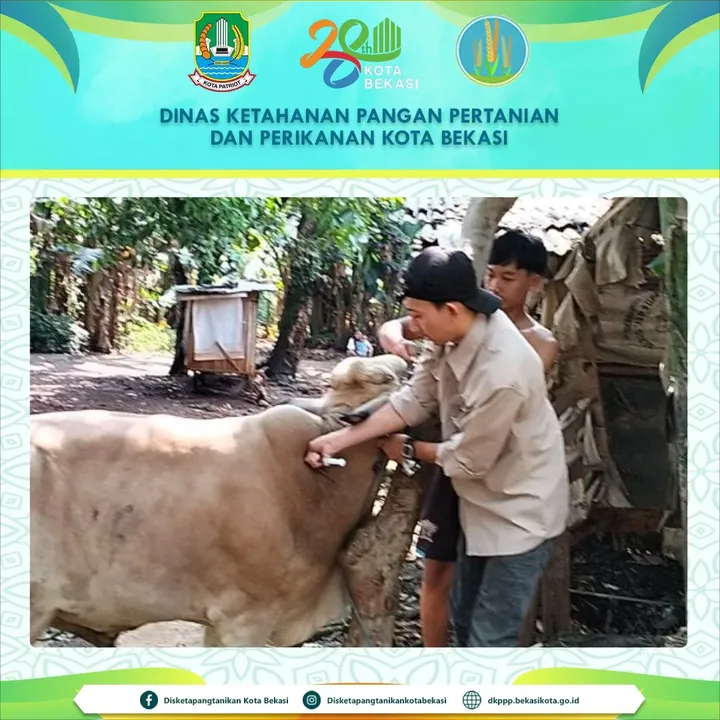 KOTA PATRIOT
28th
KOTA
BEKASI
DINAS KETAHANAN PANGAN PERTANIAN
DAN PERIKANAN KOTA BEKASI
Disketapangtanikan Kota Bekasi
Disketapangtanikankotabekasi
dkppp.bekasikota.go.id